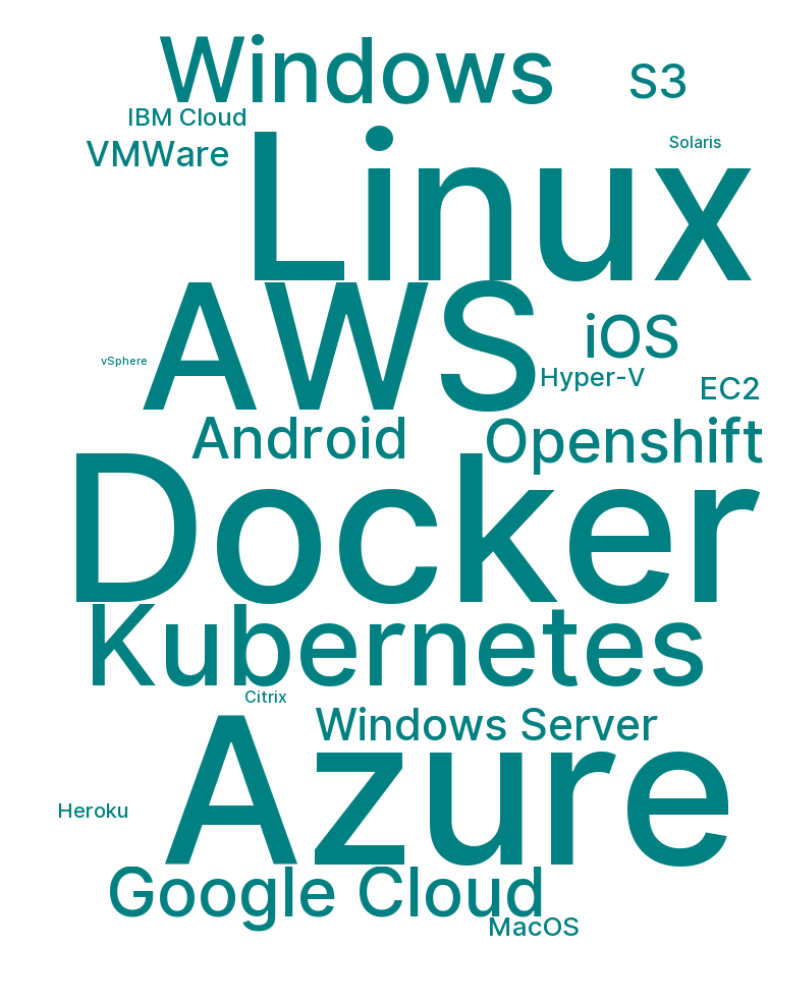 Windows
S3
IBM Cloud
VMWare
Solaris
Linux
AWS
iOS
vSphere
Hyper-V
EC2
Android
Openshift
Docker
Kubernetes
Citrix
Windows Server
Azure
Heroku
Google Cloud
MacOS